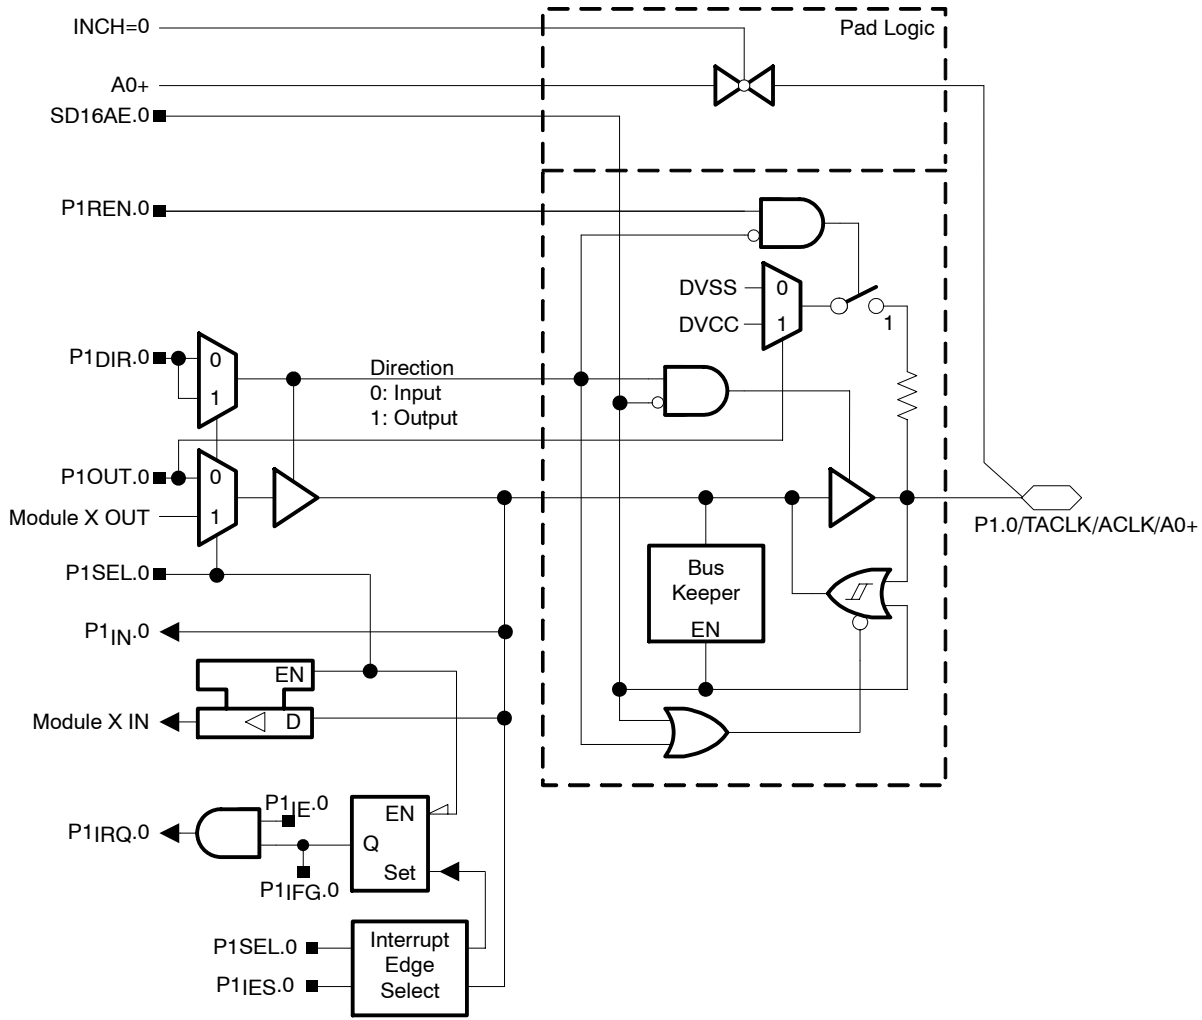 INCH=0
Pad Logic
A0+
SD16AE.0
P1REN.0
DVSS
0
DVCC
1
1
P1DIR.0
0
1
Direction
0: Input
1: Output
P1OUT.0
0
Module X OUT
1
P1.0/TACLK/ACLK/A0+
P1SEL.0
Bus
Keeper
EN
P1IN.0
EN
Module X IN
D
P1IE.0
EN
P1IRQ.0
Q
Set
P1IFG.0
P1SEL.0
P1IES.0
Interrupt
Edge
Select